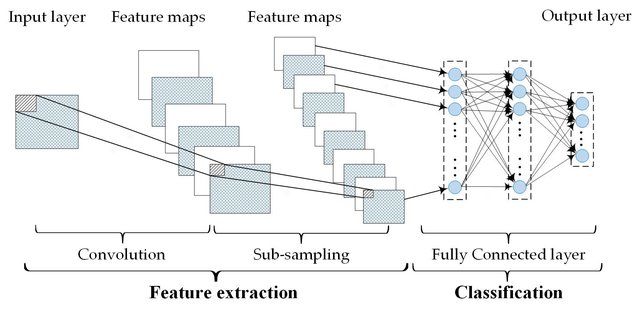 Input layer
Feature maps
Feature maps
Output layer
Convolution
Sub-sampling
Fully Connected layer
Feature extraction
Classification